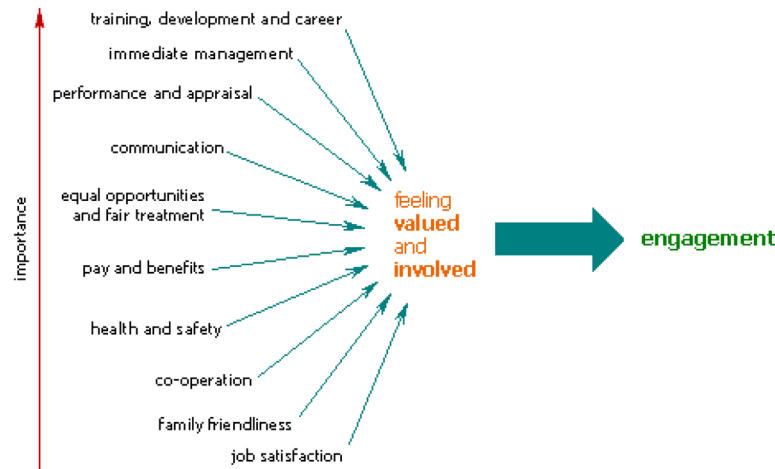 training, development and career
immediate management
performance and appraisal
communication
equal opportunities
and fair treatment
pay and benefits
health and safety
co-operation
family friendliness
job satisfaction
importance
feeling
valued
and
involved
engagement